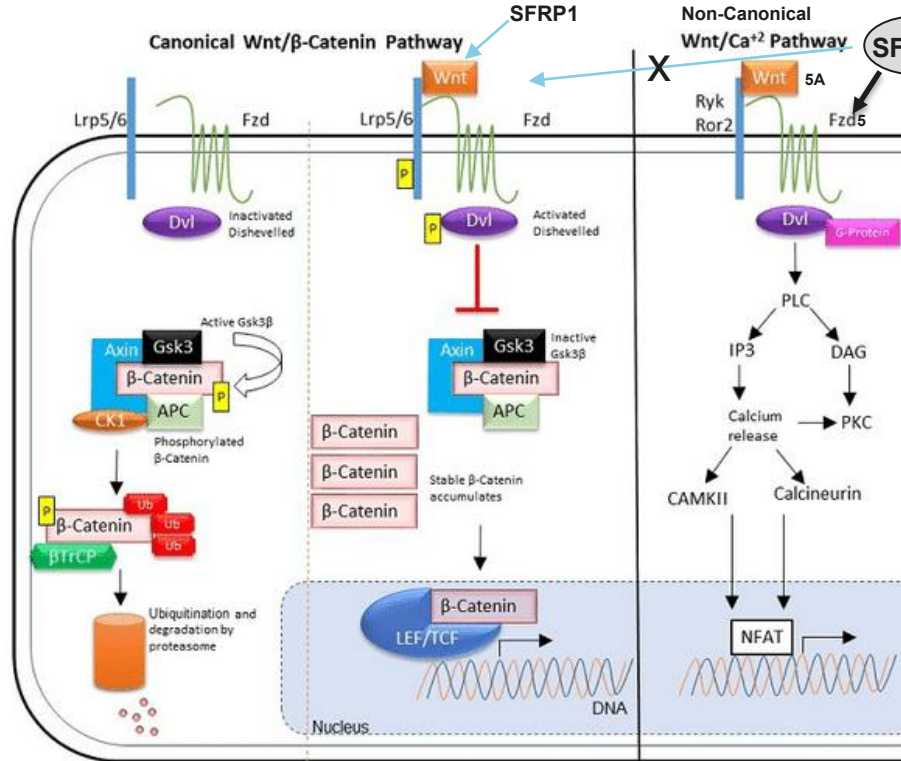 SFRP1
Canonical Wnt/β-Catenin Pathway
Non-Canonical
Wnt/Ca⁺² Pathway
SF
X
Wnt
Wnt
5A
Lrp5/6
Fzd
Lrp5/6
Fzd
Ryk
Ror2
Fzd5
P
Dvl
Inactivated
Dishevelled
P
Dvl
Activated
Dishevelled
Dvl
G-Protein
PLC
IP3
DAG
Calcium
release
PKC
CAMKII
Calcineurin
NFAT
Active Gsk3β
Axin
Gsk3
β-Catenin
P
CK1
APC
Phosphorylated
β-Catenin
P
β-Catenin
Ub
Ub
Ub
βTrCP
Ubiquitination and
degradation by
proteasome
Axin
Gsk3
Inactive
Gsk3β
β-Catenin
APC
β-Catenin
β-Catenin
β-Catenin
Stable β-Catenin
accumulates
β-Catenin
LEF/TCF
DNA
Nucleus